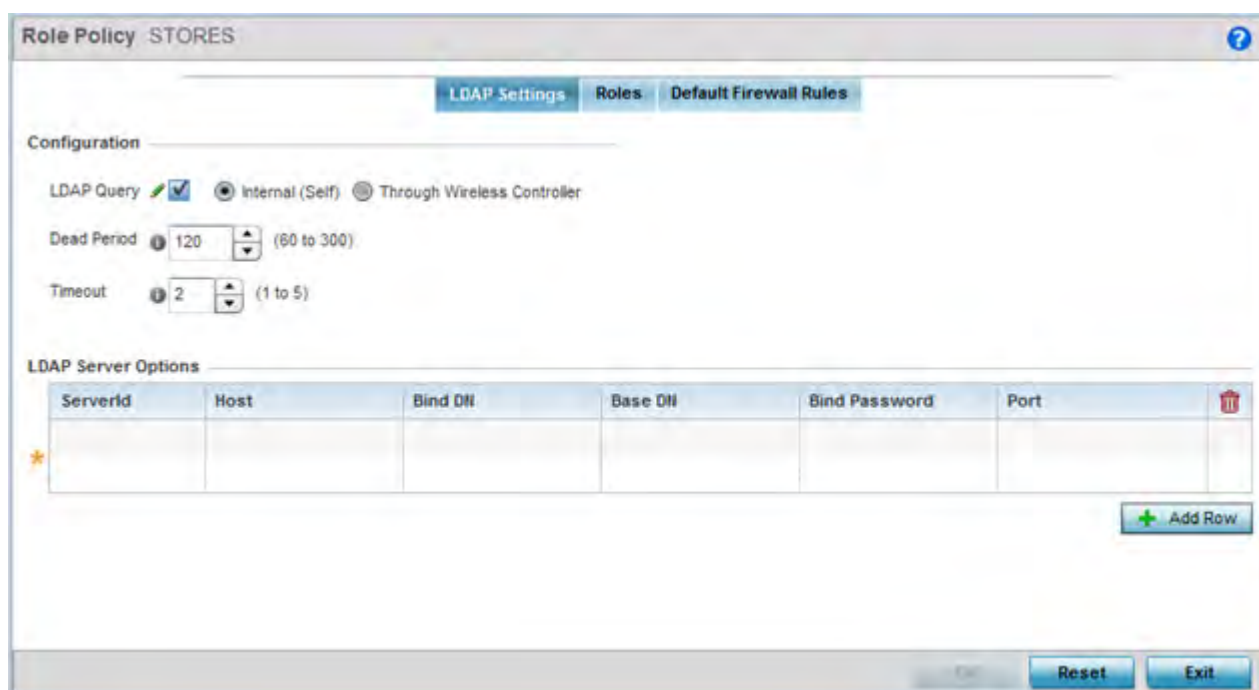 Role Policy STORES
?
LDAP Settings Roles Default Firewall Rules
Configuration
LDAP Query Internal (Self) Through Wireless Controller
Dead Period i 120 (60 to 300)
Timeout i 2 (1 to 5)
LDAP Server Options
ServerId Host Bind DN Base DN Bind Password Port
*
Add Row
Reset Exit